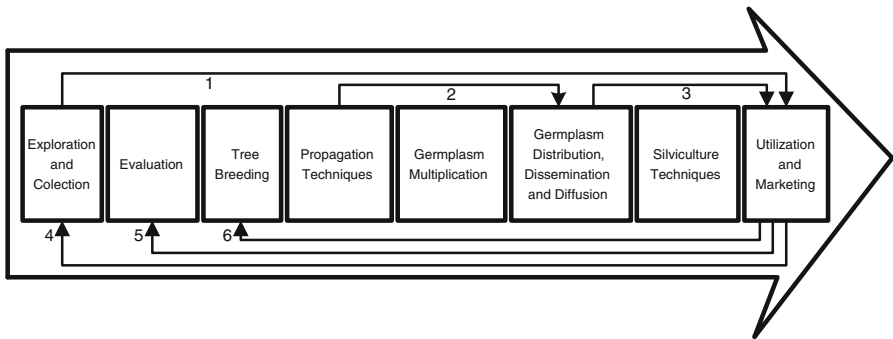 1
2
3
Exploration
and
Colection
Evaluation
Tree
Breeding
Propagation
Techniques
Germplasm
Multiplication
Germplasm
Distribution,
Dissemination
and Diffusion
Silviculture
Techniques
Utilization
and
Marketing
4
5
6